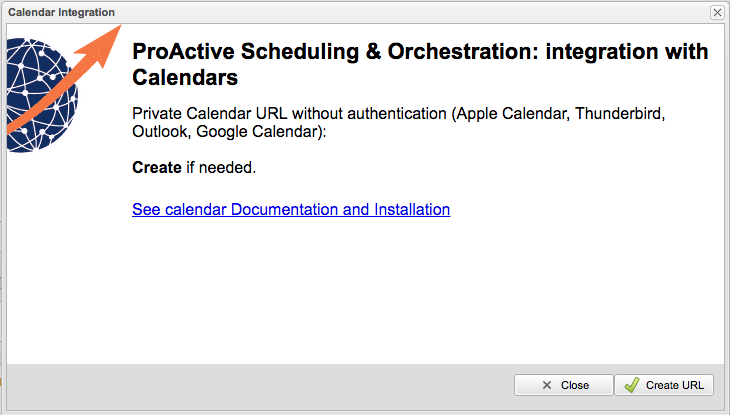 Calendar Integration
ProActive Scheduling & Orchestration: integration with
Calendars
Private Calendar URL without authentication (Apple Calendar, Thunderbird,
Outlook, Google Calendar):
Create if needed.
See calendar Documentation and Installation
Close
Create URL